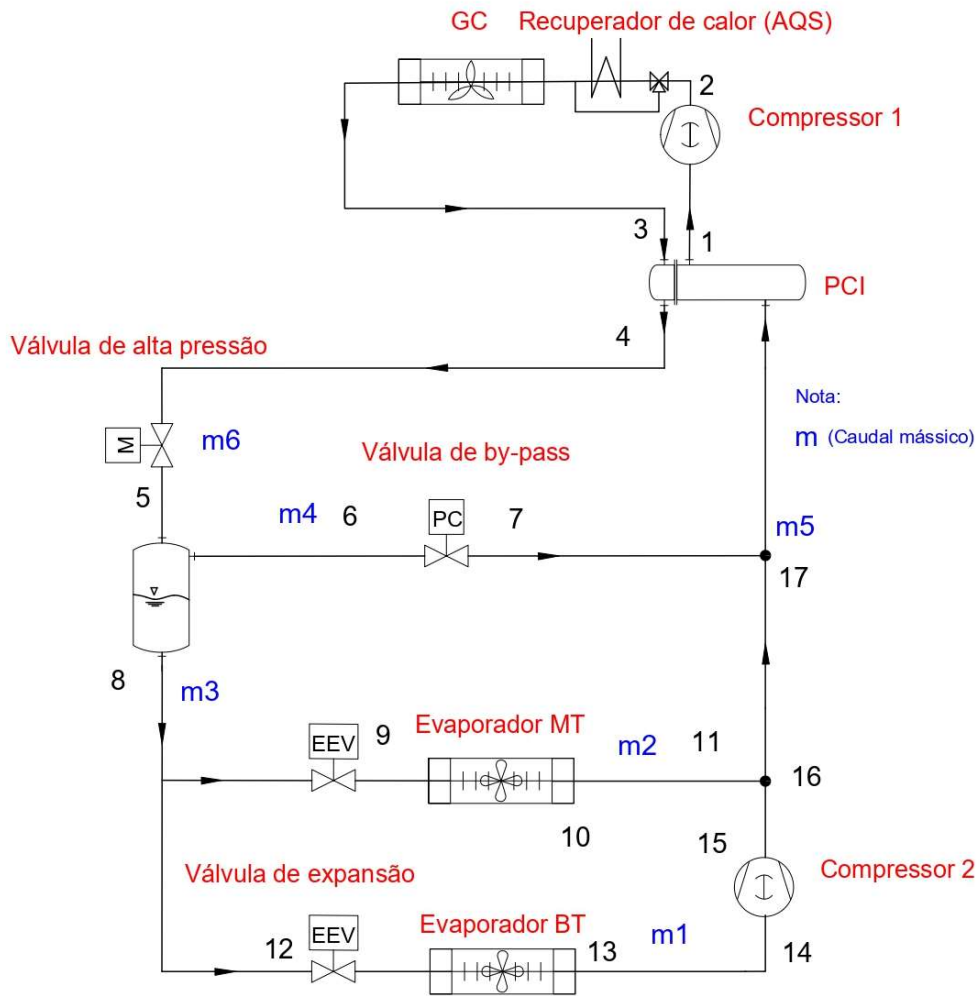 GC Recuperador de calor (AQS)
2
Compressor 1
3 1
PCI
4
Válvula de alta pressão
Nota:
m (Caudal mássico)
M m6
Válvula de by-pass
5 m4 6 PC 7 m5
17
8
m3
Evaporador MT
EEV 9 m2 11
16
10
15
Válvula de expansão
Compressor 2
Evaporador BT
12 EEV 13 m1 14